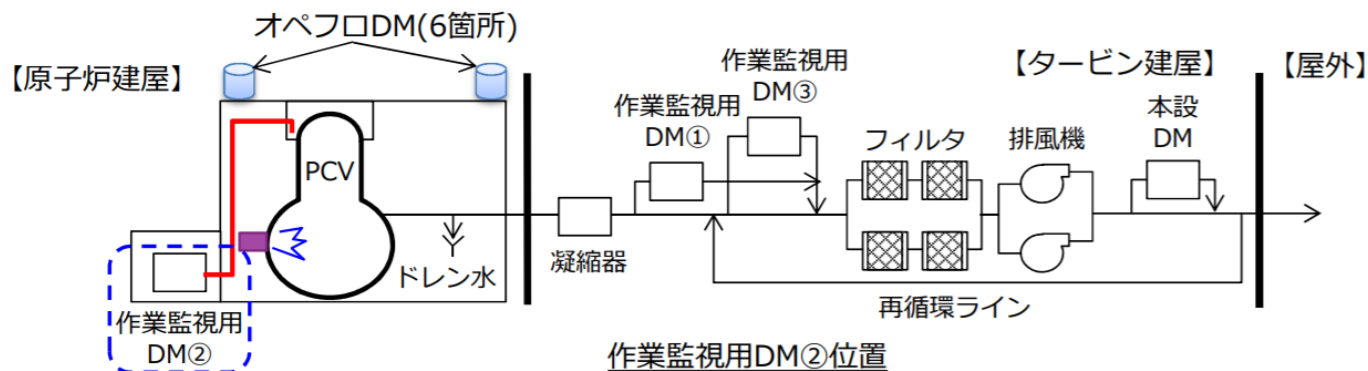 オペフロDM(6箇所)
【原子炉建屋】
【タービン建屋】
【屋外】
作業監視用
DM③
作業監視用
DM①
フィルタ
排風機
本設
DM
PCV
ドレン水
凝縮器
再循環ライン
作業監視用
DM②
作業監視用DM②位置